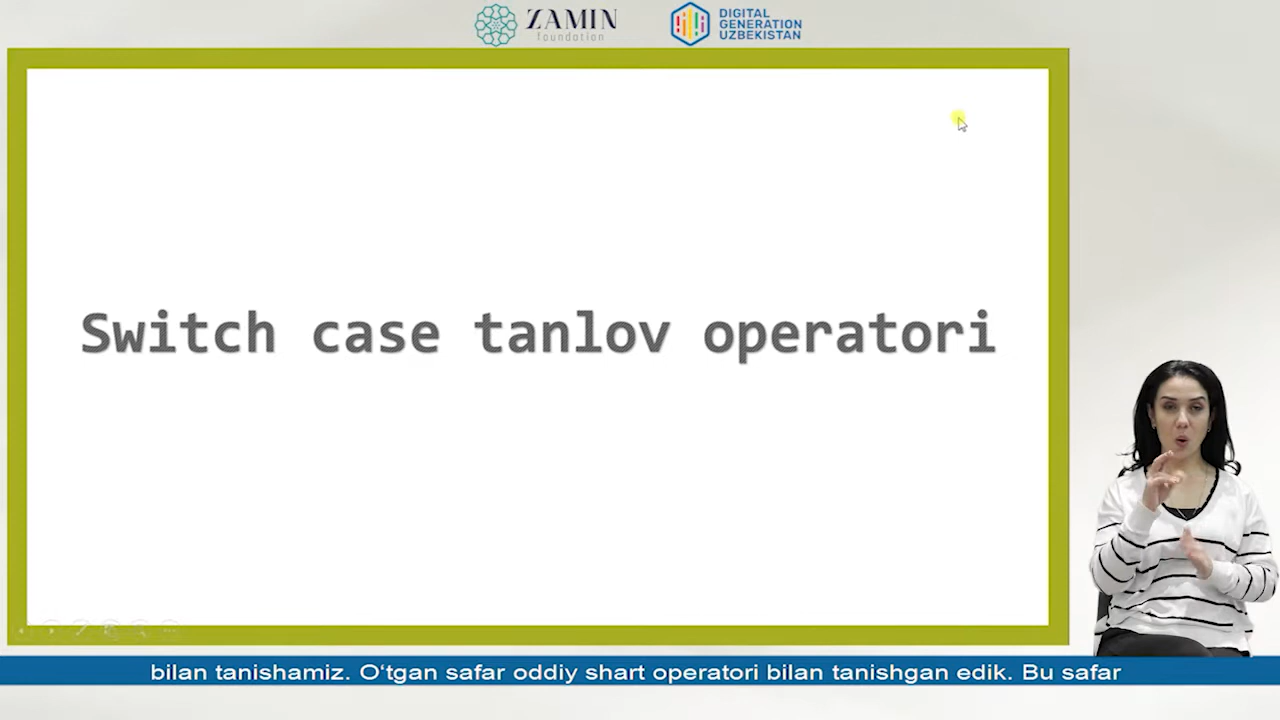 ZAMIN
foundation
DIGITAL
GENERATION
UZBEKISTAN
Switch case tanlov operatori
bilan tanishamiz. O‘tgan safar oddiy shart operatori bilan tanishgan edik. Bu safar